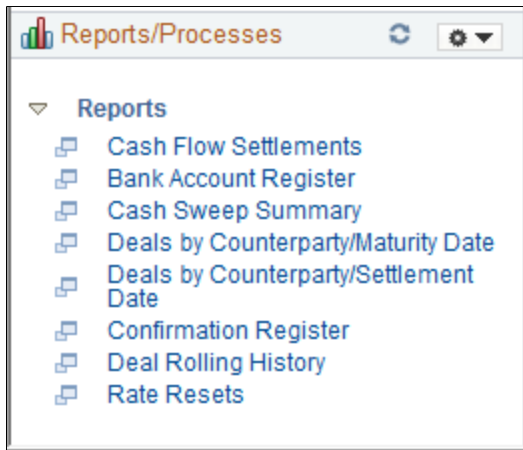 Reports/Processes
Reports
Cash Flow Settlements
Bank Account Register
Cash Sweep Summary
Deals by Counterparty/Maturity Date
Deals by Counterparty/Settlement
Date
Confirmation Register
Deal Rolling History
Rate Resets